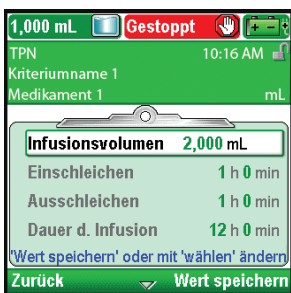 1,000 mL Gestoppt
TPN 10:16 AM
Kriteriumname 1
Medikament 1 mL
Infusionsvolumen 2,000 mL
Einschleichen 1 h 0 min
Ausschleichen 1 h 0 min
Dauer d. Infusion 12 h 0 min
'Wert speichern' oder mit 'wählen' ändern
Zurück Wert speichern